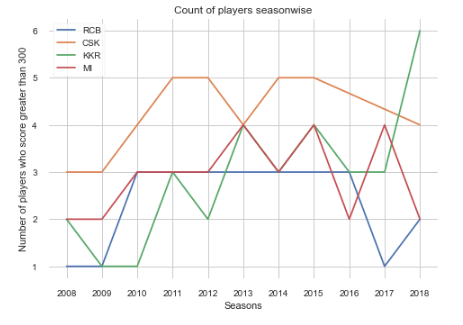 Count of players seasonwise
RCB
CSK
KKR
MI
Number of players who score greater than 300
6
5
4
3
2
1
2008 2009 2010 2011 2012 2013 2014 2015 2016 2017 2018
Seasons